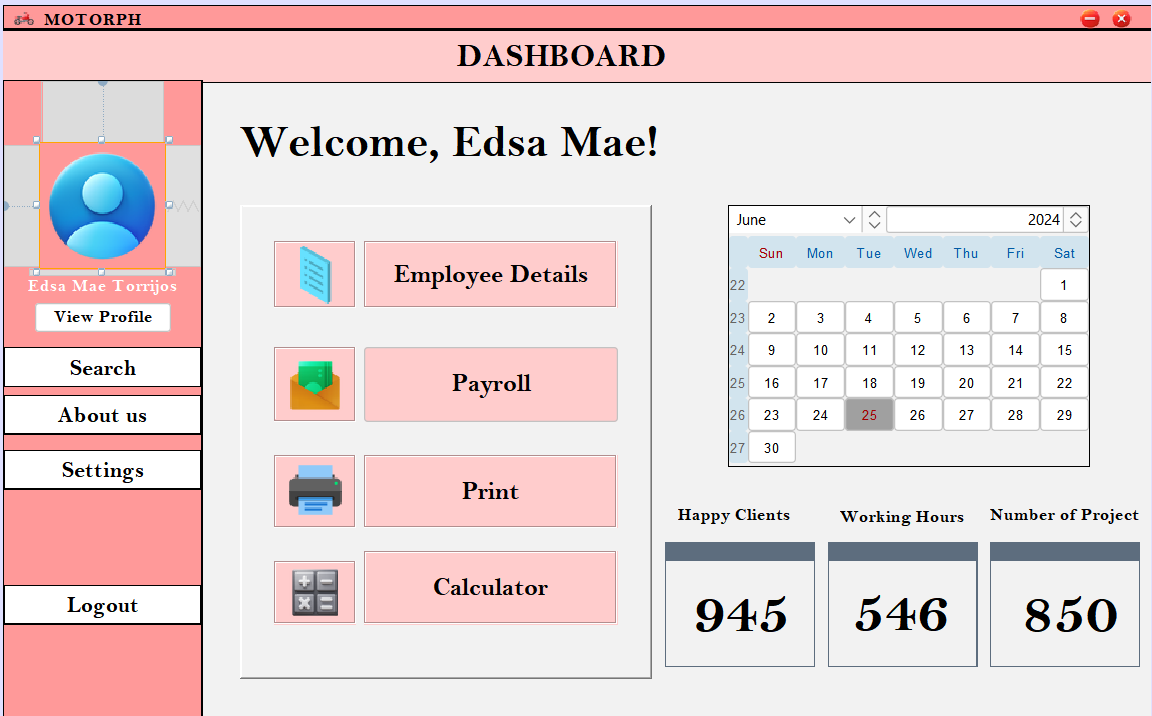 MOTORPH
DASHBOARD
Welcome, Edsa Mae!
Edsa Mae Torrijos
View Profile
Search
About us
Settings
Logout
Employee Details
Payroll
Print
Calculator
June 2024
Sun Mon Tue Wed Thu Fri Sat
22 1
23 2 3 4 5 6 7 8
24 9 10 11 12 13 14 15
25 16 17 18 19 20 21 22
26 23 24 25 26 27 28 29
27 30
Happy Clients Working Hours Number of Project
945 546 850